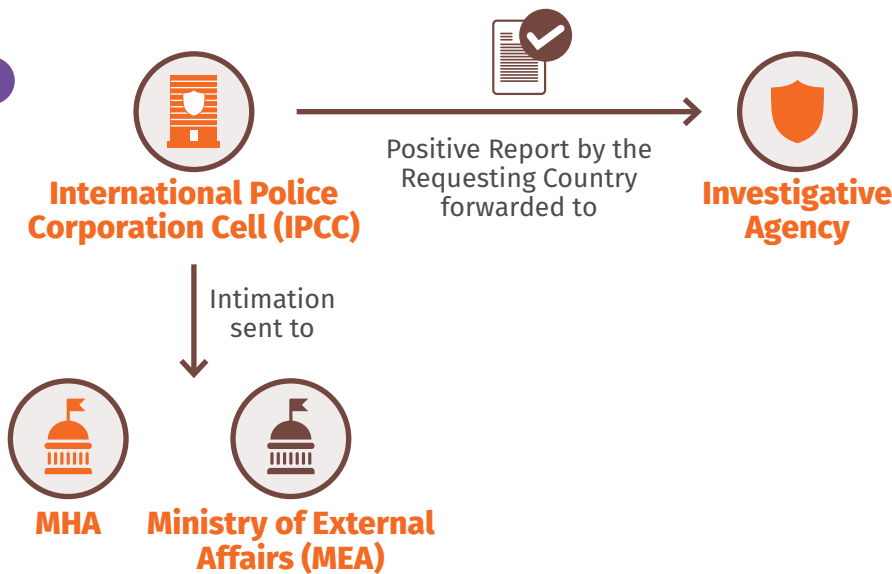 Positive Report by the
Requesting Country
forwarded to
International Police
Corporation Cell (IPCC)
Investigative
Agency
Intimation
sent to
MHA
Ministry of External
Affairs (MEA)